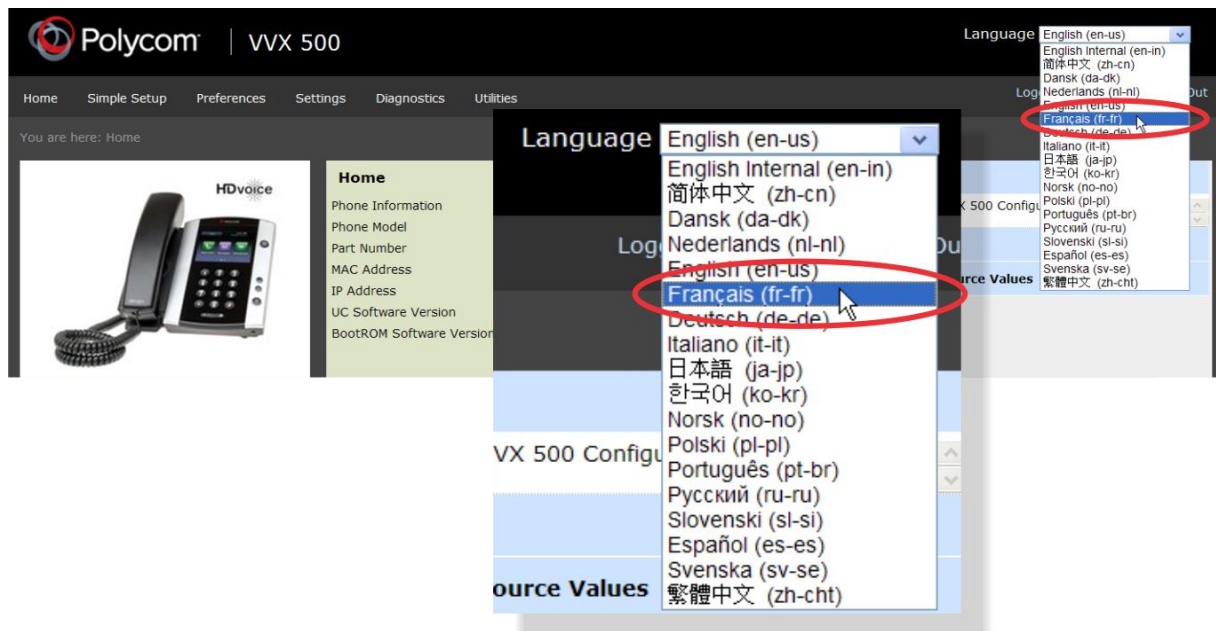 Polycom | VVX 500
Language English (en-us)
English Internal (en-in)
简体中文 (zh-cn)
Dansk (da-dk)
Nederlands (nl-nl)
English (en-us)
Français (fr-fr)
Deutsch (de-de)
Italiano (it-it)
日本語 (ja-jp)
한국어 (ko-kr)
Norsk (no-no)
Polski (pl-pl)
Português (pt-br)
Русский (ru-ru)
Slovenski (sl-si)
Español (es-es)
Svenska (sv-se)
繁體中文 (zh-cht)
Home Simple Setup Preferences Settings Diagnostics Utilities
Log
Out
You are here: Home
HDvoice
Home
Phone Information
Phone Model
Part Number
MAC Address
IP Address
UC Software Version
BootROM Software Version
X 500 Configu
urce Values
Language English (en-us)
English Internal (en-in)
简体中文 (zh-cn)
Dansk (da-dk)
Nederlands (nl-nl)
English (en-us)
Français (fr-fr)
Deutsch (de-de)
Italiano (it-it)
日本語 (ja-jp)
한국어 (ko-kr)
Norsk (no-no)
Polski (pl-pl)
Português (pt-br)
Русский (ru-ru)
Slovenski (sl-si)
Español (es-es)
Svenska (sv-se)
繁體中文 (zh-cht)
Log
Ou
VX 500 Configu
ource Values